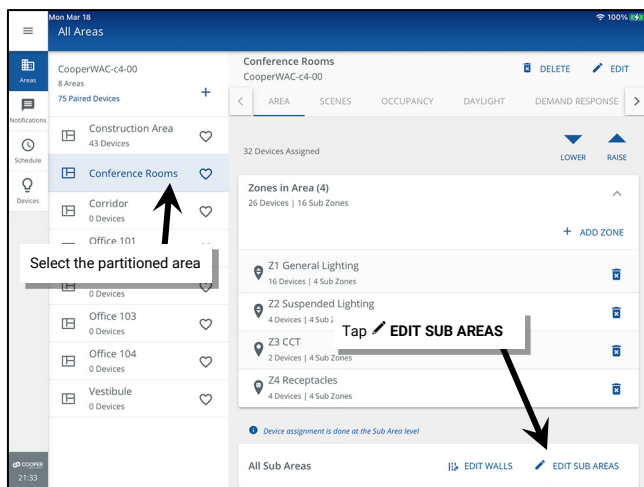 Mon Mar 18
100%
All Areas
Areas
Notifications
Schedule
Devices
COOPER
21:33
CooperWAC-c4-00
8 Areas
75 Paired Devices
+
Construction Area
43 Devices
Conference Rooms
Corridor
0 Devices
Office 101
Select the partitioned area
0 Devices
Office 103
0 Devices
Office 104
0 Devices
Vestibule
0 Devices
Conference Rooms
CooperWAC-c4-00
DELETE
EDIT
AREA
SCENES
OCCUPANCY
DAYLIGHT
DEMAND RESPONSE
32 Devices Assigned
LOWER
RAISE
Zones in Area (4)
26 Devices | 16 Sub Zones
+ ADD ZONE
Z1 General Lighting
16 Devices | 4 Sub Zones
Z2 Suspended Lighting
4 Devices | 4 Sub Z
Tap EDIT SUB AREAS
Z3 CCT
2 Devices | 4 Sub Zones
Z4 Receptacles
4 Devices | 4 Sub Zones
Device assignment is done at the Sub Area level
All Sub Areas
EDIT WALLS
EDIT SUB AREAS